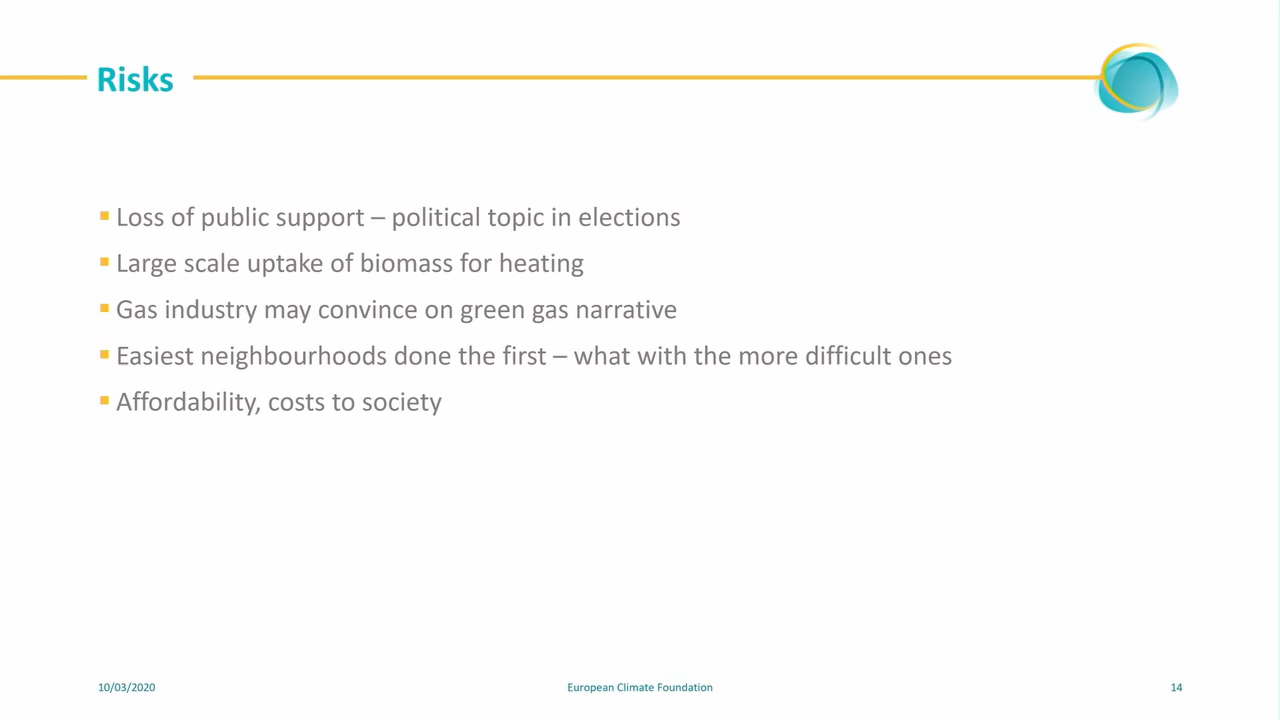 Risks
▪ Loss of public support – political topic in elections
▪ Large scale uptake of biomass for heating
▪ Gas industry may convince on green gas narrative
▪ Easiest neighbourhoods done the first – what with the more difficult ones
▪ Affordability, costs to society
10/03/2020
European Climate Foundation
14